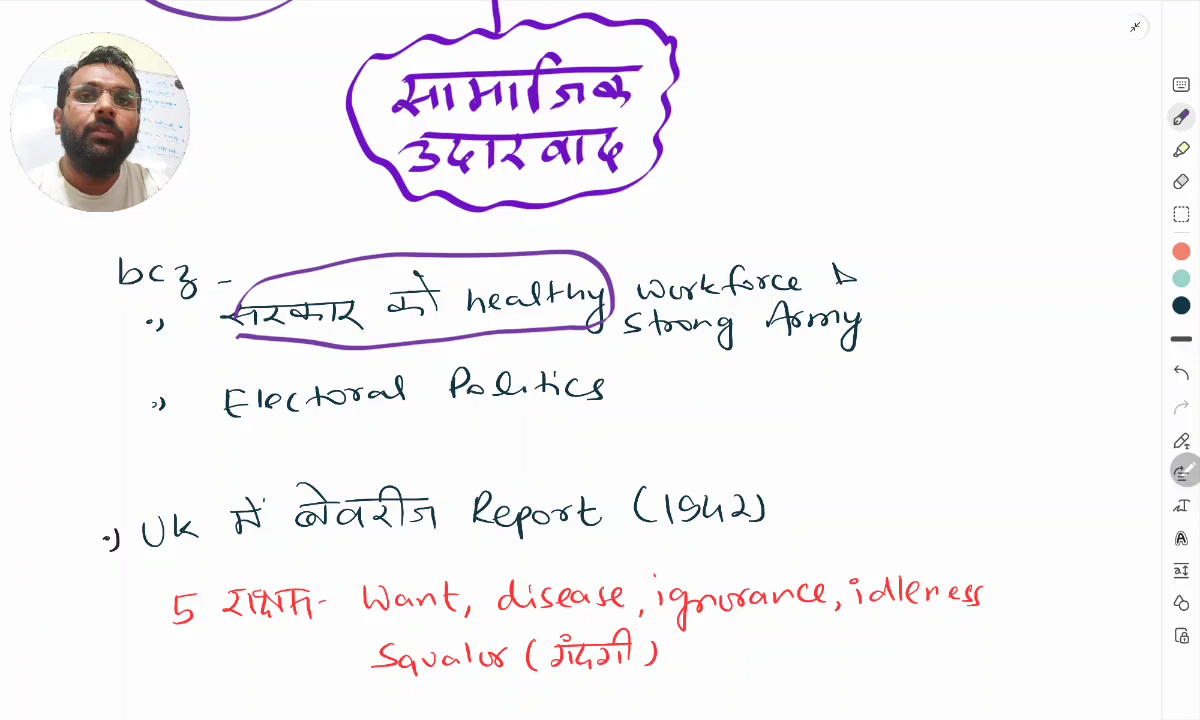 सामाजिक
उदारवाद
bcz -
सरकार को healthy workforce
strong Army
Electoral Politics
UK में बेवरीज Report (1942)
5 राक्षस- Want, disease, ignorance, idleness
Squalor (गंदगी)